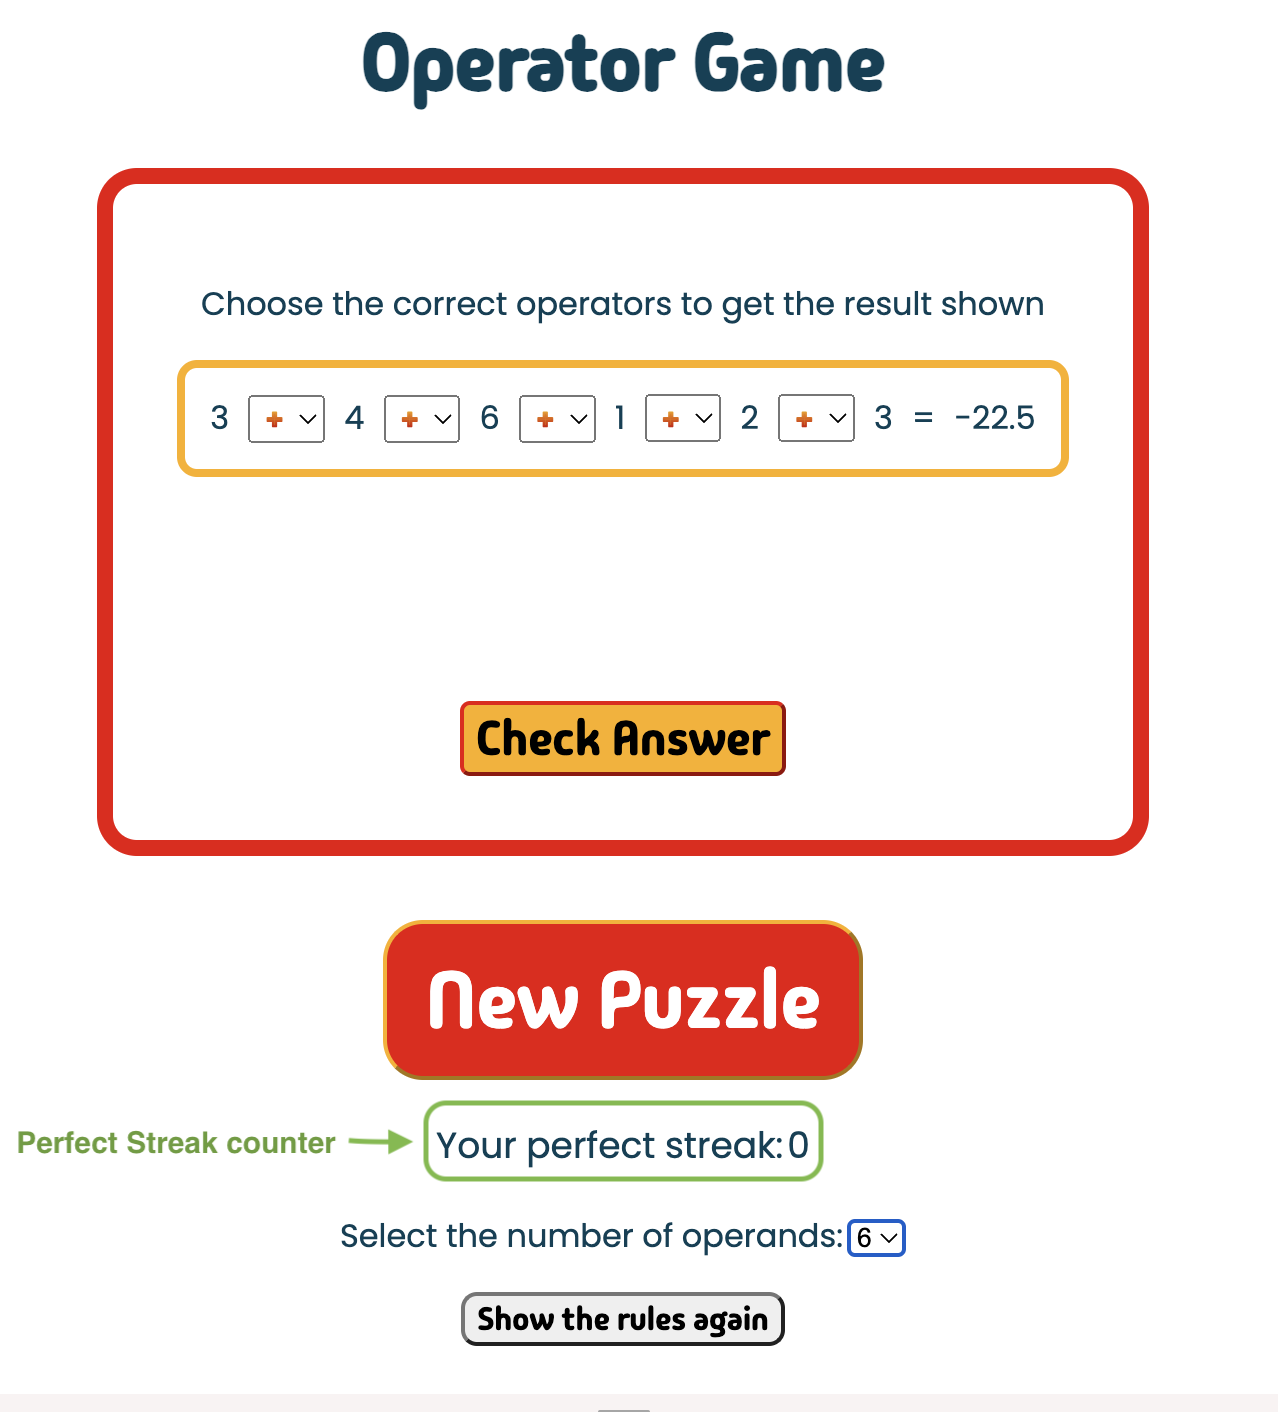 Operator Game
Choose the correct operators to get the result shown
3 + 4 + 6 + 1 + 2 + 3 = -22.5
Check Answer
New Puzzle
Perfect Streak counter
Your perfect streak: 0
Select the number of operands: 6
Show the rules again